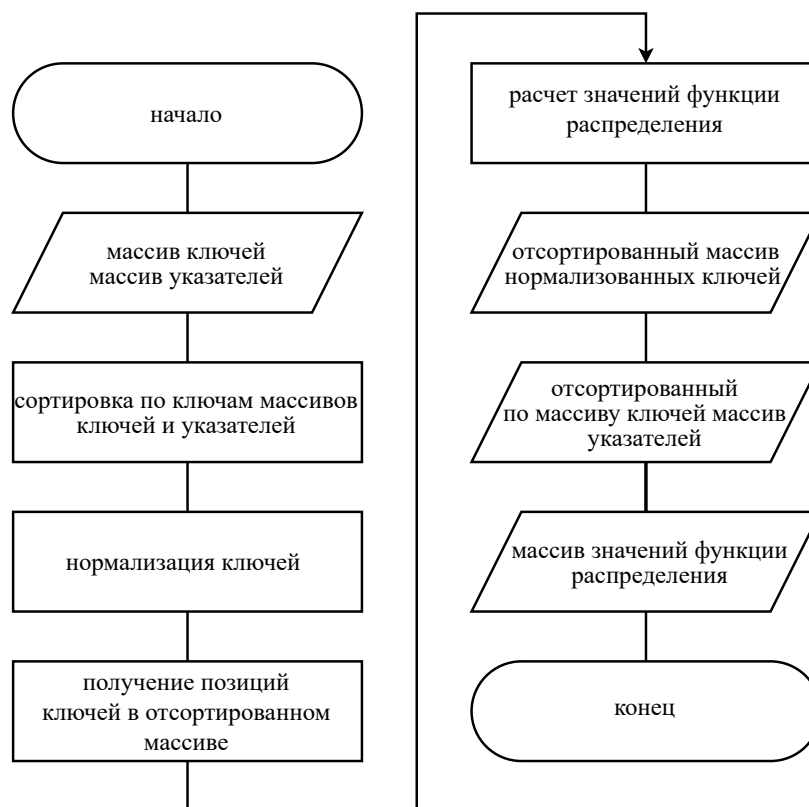 начало
массив ключей
массив указателей
сортировка по ключам массивов
ключей и указателей
нормализация ключей
получение позиций
ключей в отсортированном
массиве
расчет значений функции
распределения
отсортированный массив
нормализованных ключей
отсортированный
по массиву ключей массив
указателей
массив значений функции
распределения
конец